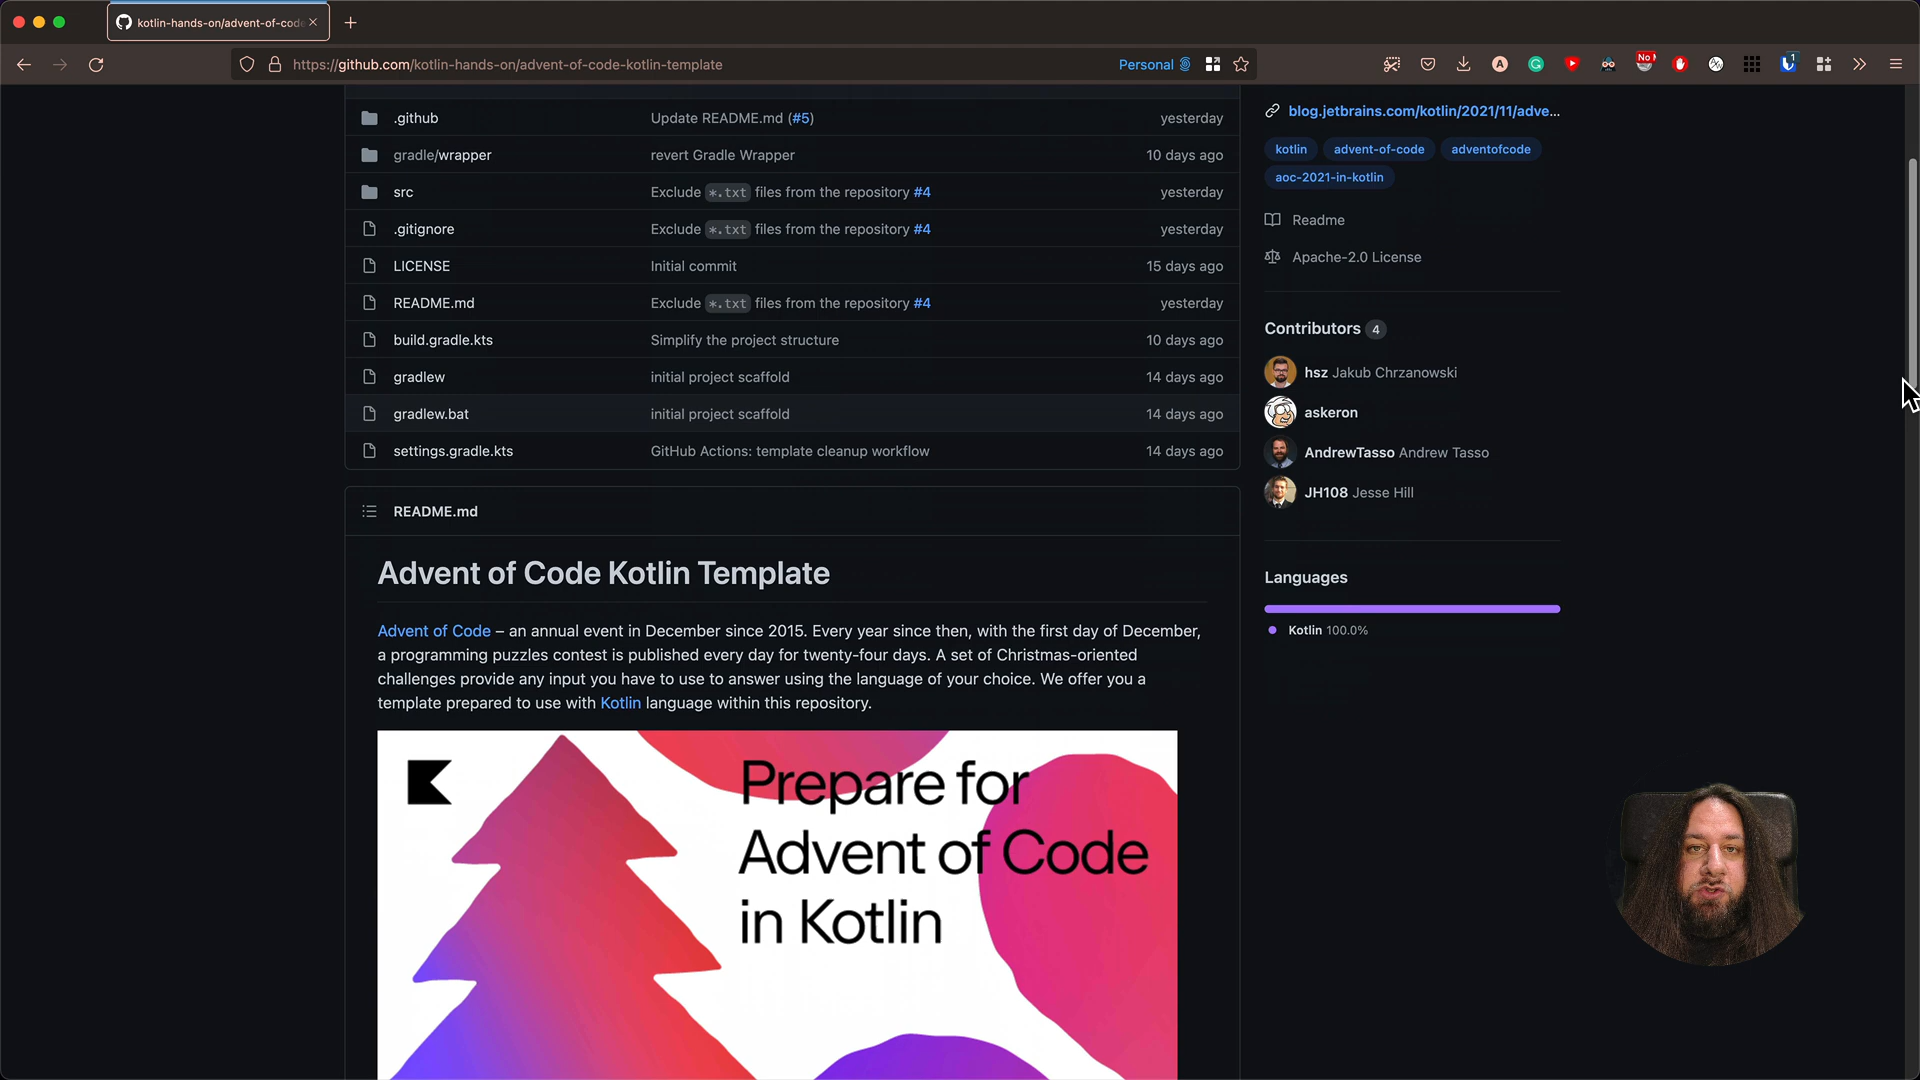 kotlin-hands-on/advent-of-code
https://github.com/kotlin-hands-on/advent-of-code-kotlin-template
Personal
No
1
.github Update README.md (#5) yesterday
gradle/wrapper revert Gradle Wrapper 10 days ago
src Exclude *.txt files from the repository #4 yesterday
.gitignore Exclude *.txt files from the repository #4 yesterday
LICENSE Initial commit 15 days ago
README.md Exclude *.txt files from the repository #4 yesterday
build.gradle.kts Simplify the project structure 10 days ago
gradlew initial project scaffold 14 days ago
gradlew.bat initial project scaffold 14 days ago
settings.gradle.kts GitHub Actions: template cleanup workflow 14 days ago
README.md
Advent of Code Kotlin Template
Advent of Code – an annual event in December since 2015. Every year since then, with the first day of December,
a programming puzzles contest is published every day for twenty-four days. A set of Christmas-oriented
challenges provide any input you have to use to answer using the language of your choice. We offer you a
template prepared to use with Kotlin language within this repository.
Prepare for
Advent of Code
in Kotlin
blog.jetbrains.com/kotlin/2021/11/adve...
kotlin advent-of-code adventofcode
aoc-2021-in-kotlin
Readme
Apache-2.0 License
Contributors 4
hsz Jakub Chrzanowski
askeron
AndrewTasso Andrew Tasso
JH108 Jesse Hill
Languages
Kotlin 100.0%